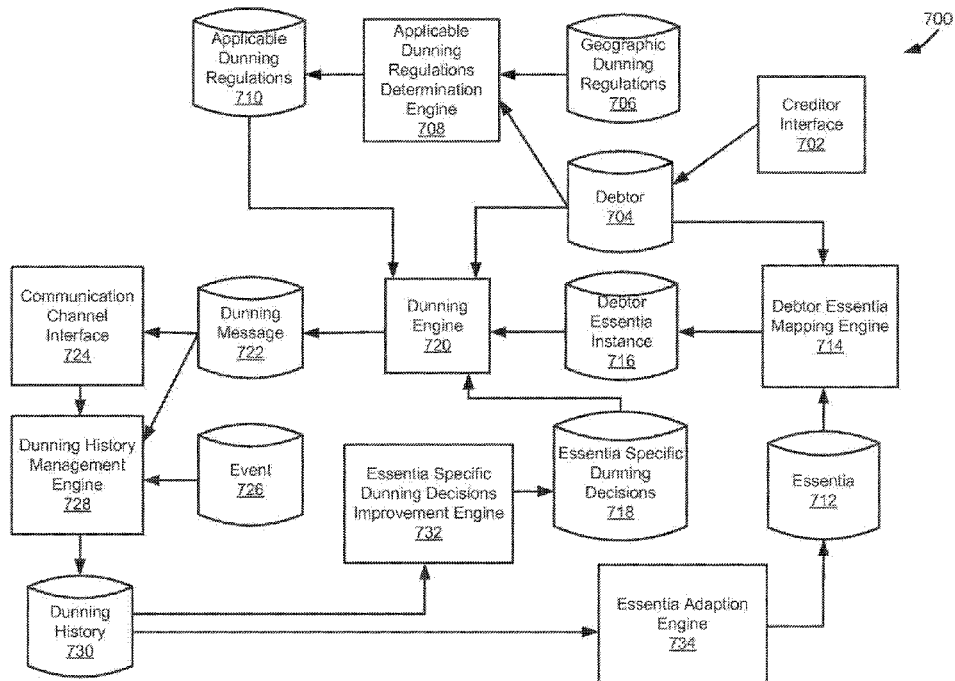 700
Applicable
Dunning
Regulations
710
Applicable
Dunning
Regulations
Determination
Engine
708
Geographic
Dunning
Regulations
706
Creditor
Interface
702
Debtor
704
Communication
Channel
Interface
724
Dunning
Message
722
Dunning
Engine
720
Debtor
Essentia
Instance
716
Debtor Essentia
Mapping Engine
714
Dunning History
Management
Engine
728
Event
726
Essentia Specific
Dunning Decisions
Improvement Engine
732
Essentia Specific
Dunning
Decisions
718
Essentia
712
Dunning
History
730
Essentia Adaption
Engine
734